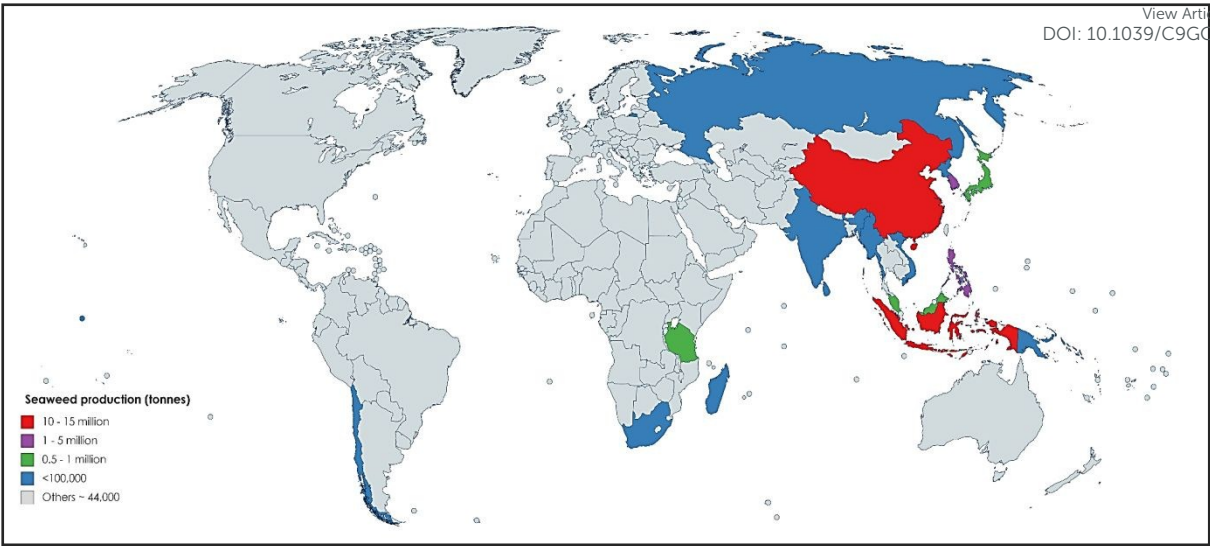 View Arti
DOI: 10.1039/C9GC
Seaweed production (tonnes)
10 - 15 million
1 - 5 million
0.5 - 1 million
<100,000
Others ~ 44,000